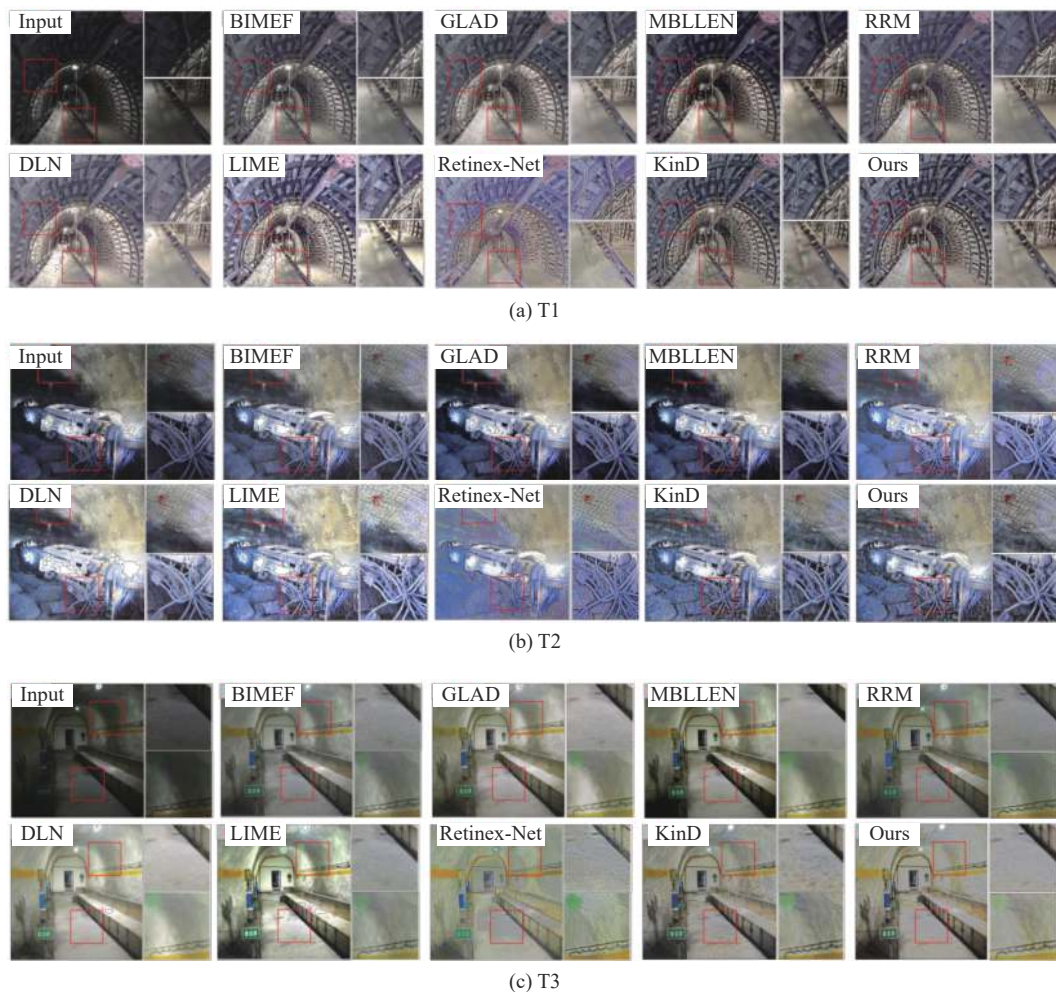 Input BIMEF GLAD MBLLEN RRM
DLN LIME Retinex-Net KinD Ours
(a) T1
Input BIMEF GLAD MBLLEN RRM
DLN LIME Retinex-Net KinD Ours
(b) T2
Input BIMEF GLAD MBLLEN RRM
DLN LIME Retinex-Net KinD Ours
(c) T3